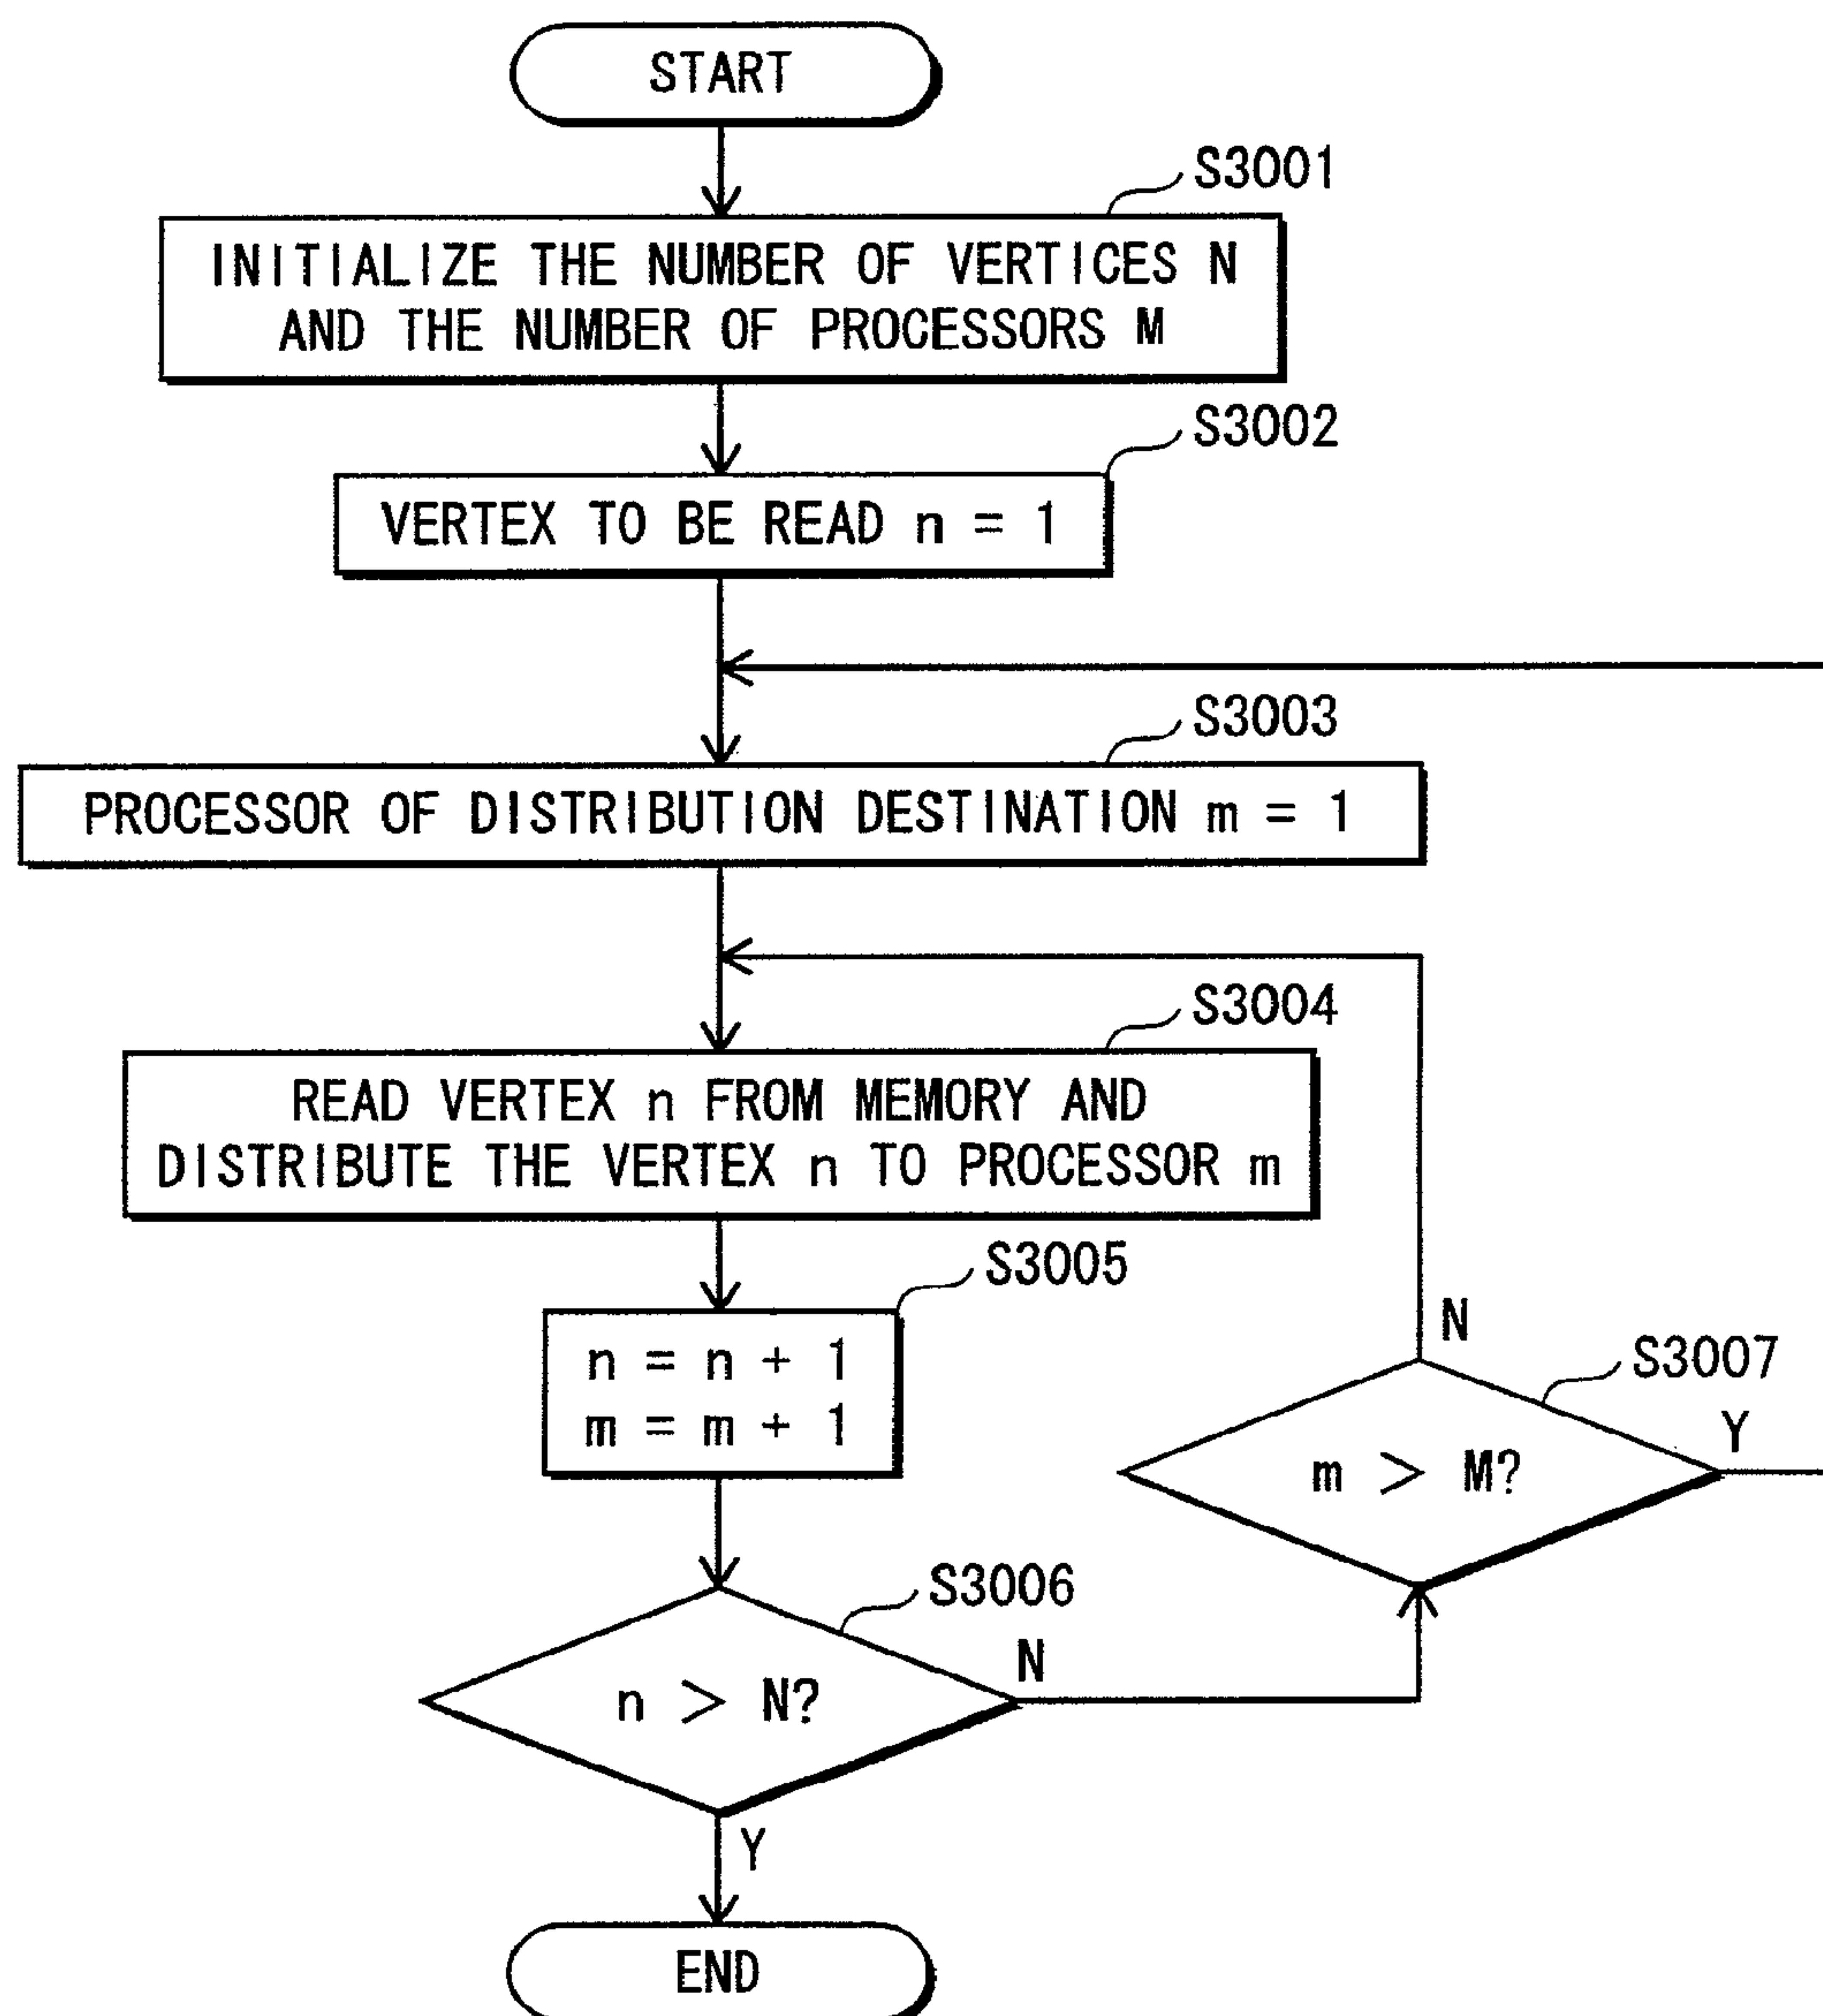 START
S3001
INITIALIZE THE NUMBER OF VERTICES N
AND THE NUMBER OF PROCESSORS M
S3002
VERTEX TO BE READ n = 1
S3003
PROCESSOR OF DISTRIBUTION DESTINATION m = 1
S3004
READ VERTEX n FROM MEMORY AND
DISTRIBUTE THE VERTEX n TO PROCESSOR m
S3005
n = n + 1
m = m + 1
N
S3007
Y
m > M?
S3006
N
n > N?
Y
END